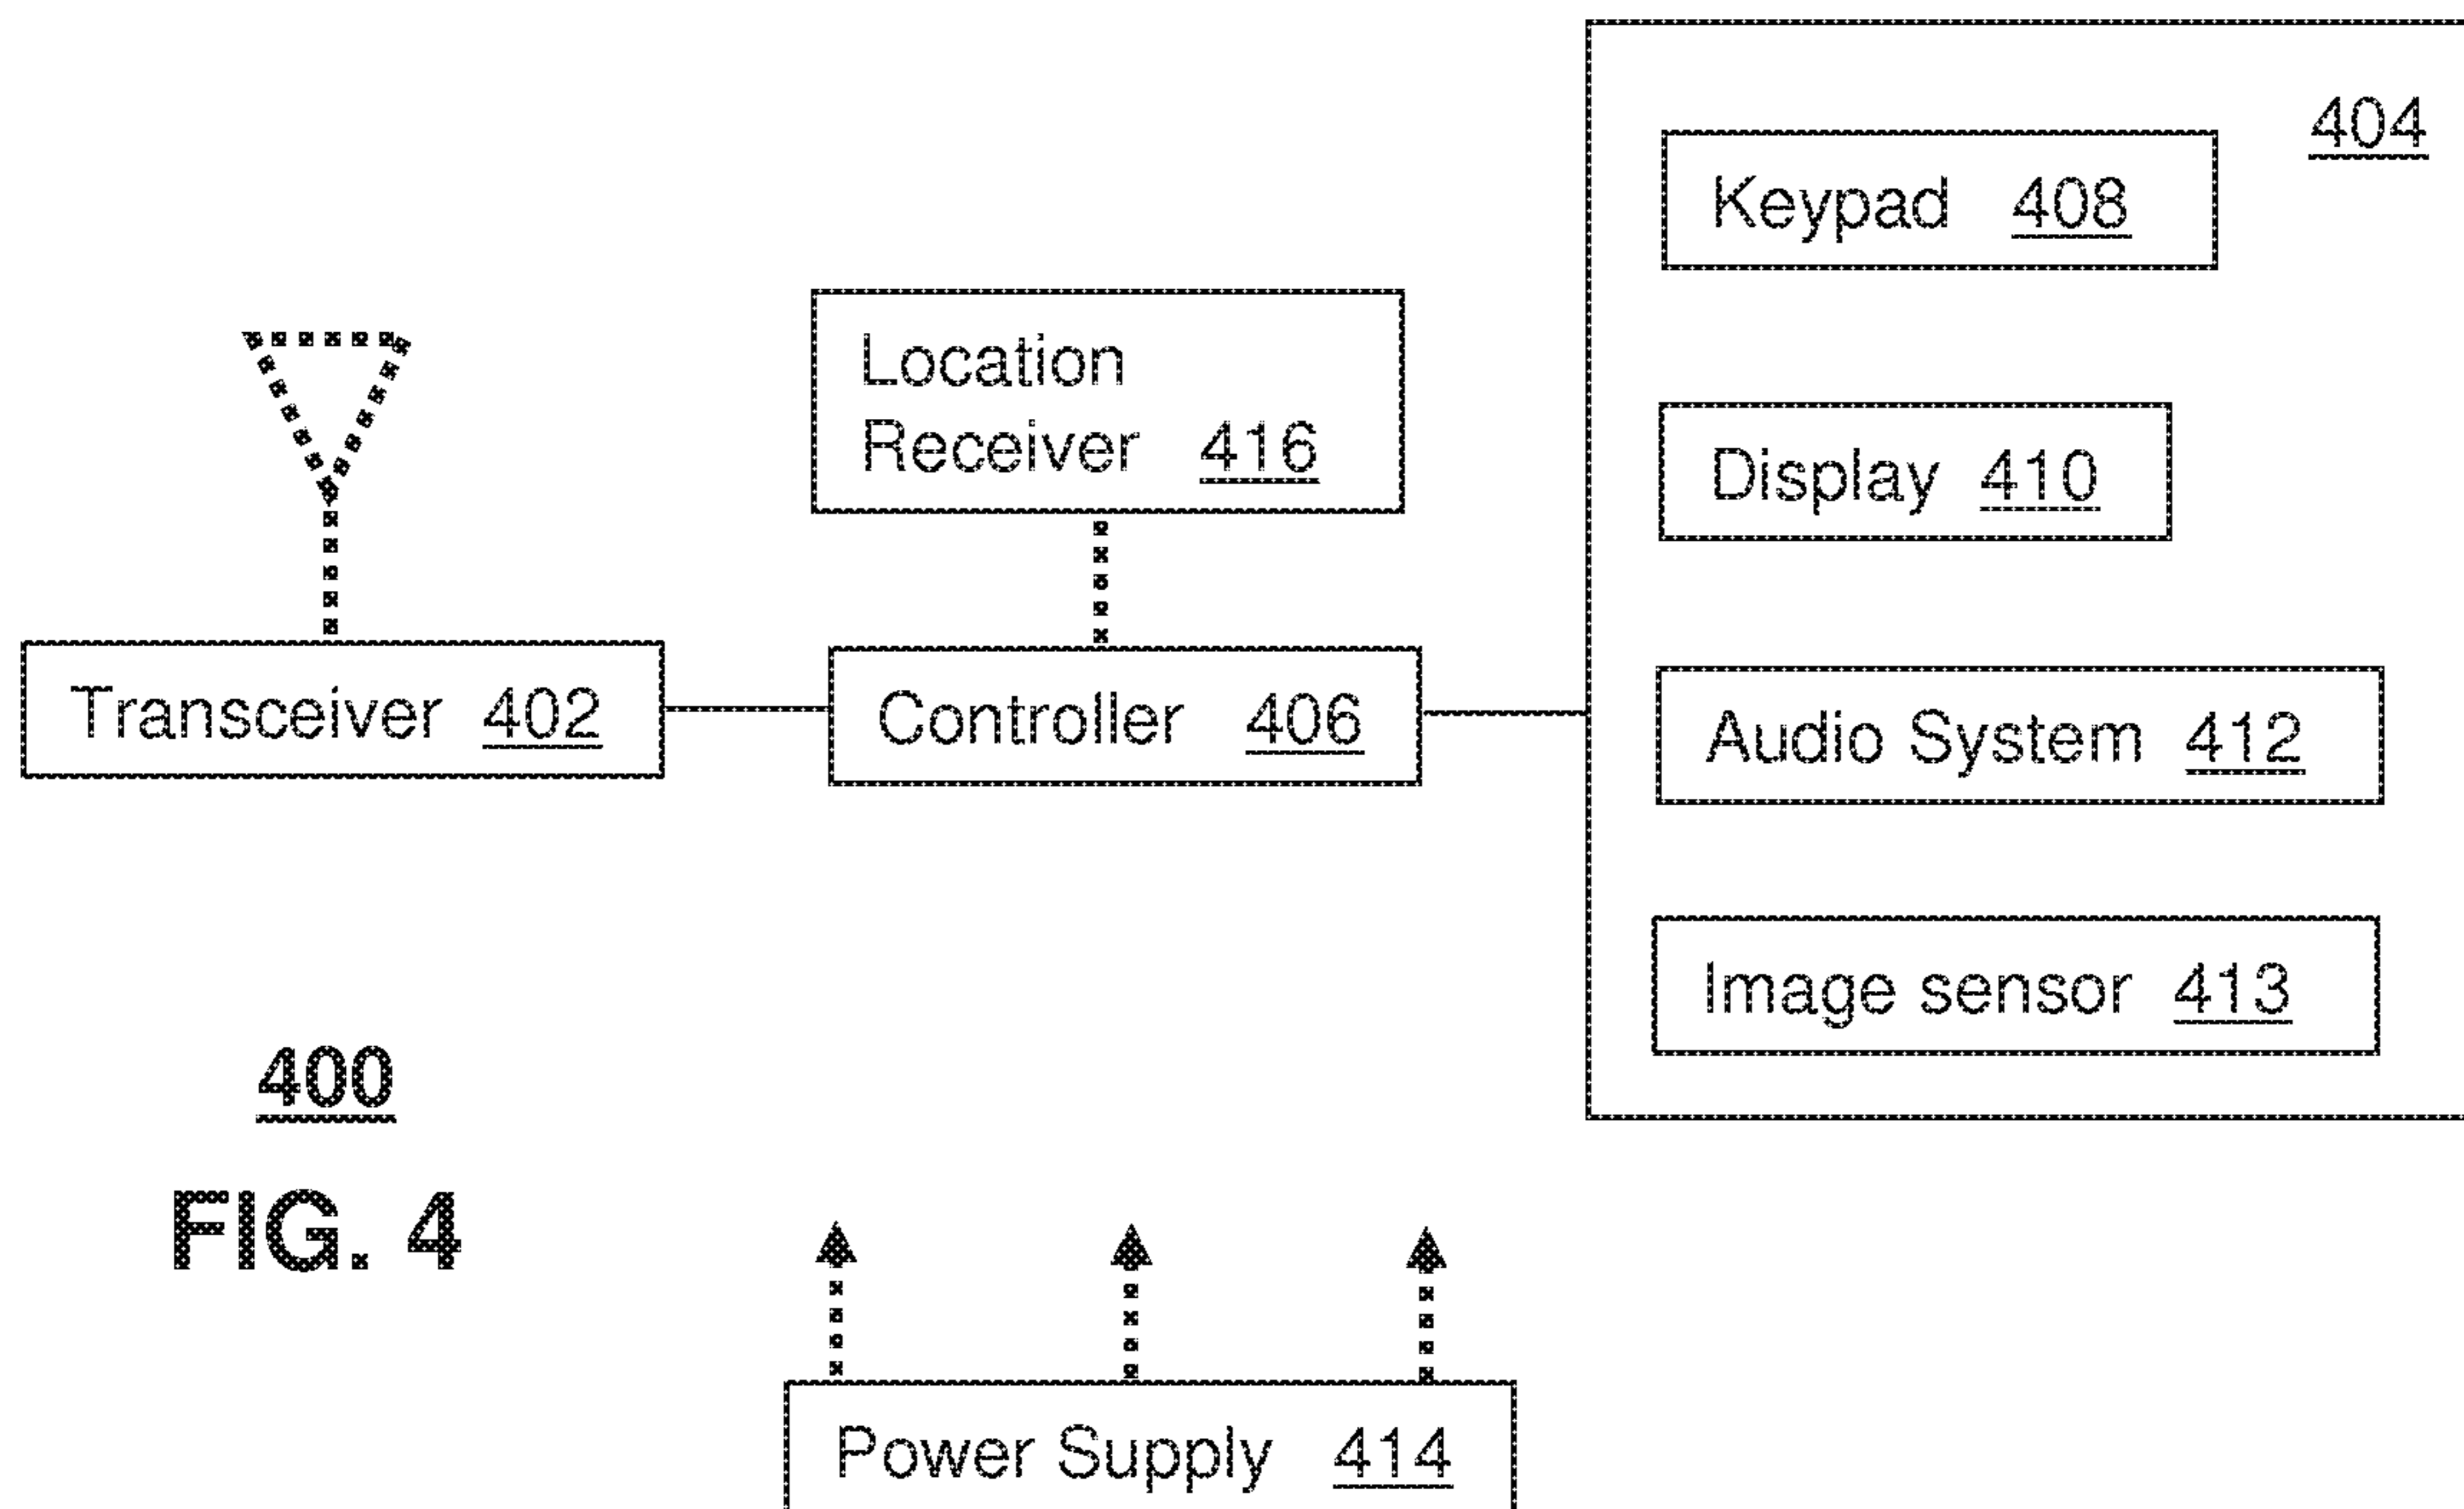 404
Keypad 408
Location
Receiver 416
Display 410
Transceiver 402
Controller 406
Audio System 412
Image sensor 413
400
FIG. 4
Power Supply 414